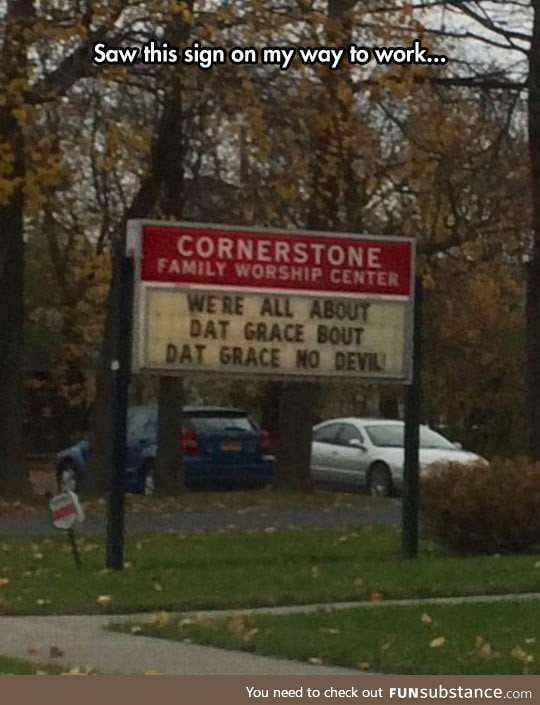 Saw this sign on my way to work...
CORNERSTONE
FAMILY WORSHIP CENTER
WE'RE ALL ABOUT
DAT GRACE BOUT
DAT GRACE NO DEVIL!
You need to check out FUNsubstance.com